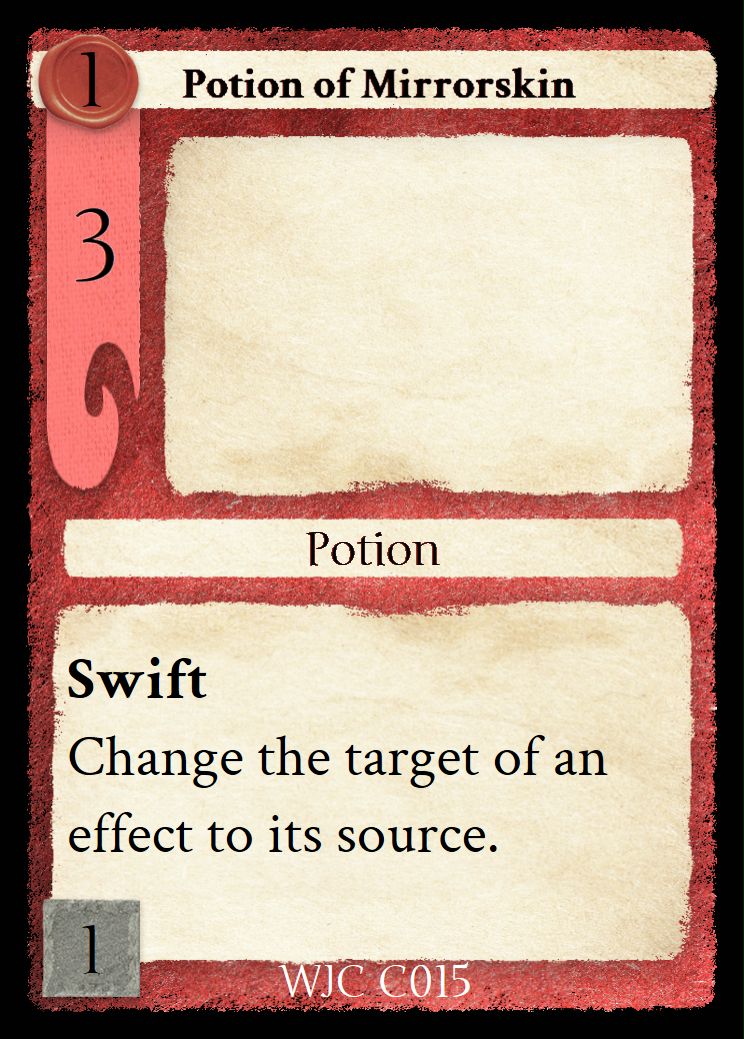 1
Potion of Mirrorskin
3
Potion
Swift
Change the target of an
effect to its source.
1
WJC C015